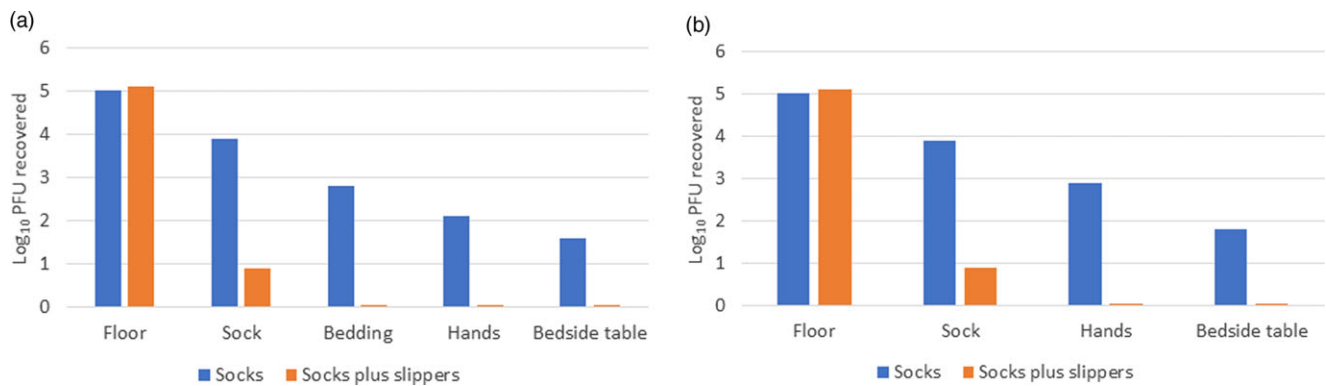 (a)
6
5
4
3
2
1
0
Log10 PFU recovered
Floor Sock Bedding Hands Bedside table
Socks Socks plus slippers
(b)
6
5
4
3
2
1
0
Log10 PFU recovered
Floor Sock Hands Bedside table
Socks Socks plus slippers